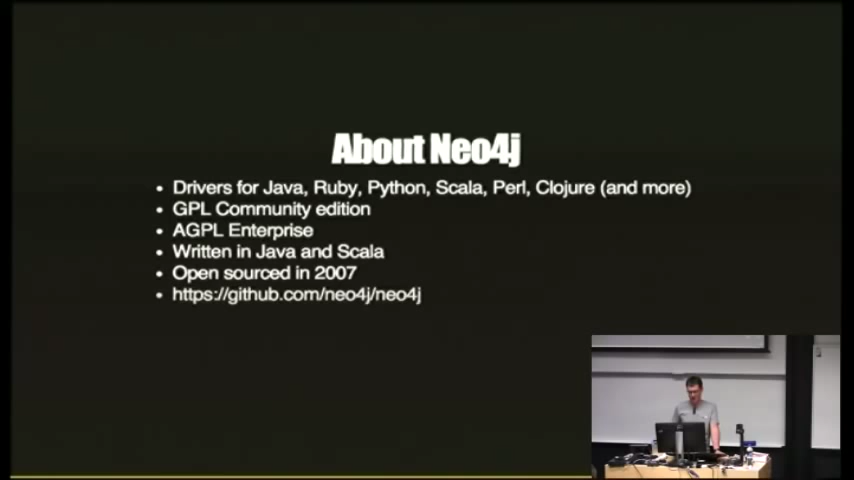 About Neo4j
• Drivers for Java, Ruby, Python, Scala, Perl, Clojure (and more)
• GPL Community edition
• AGPL Enterprise
• Written in Java and Scala
• Open sourced in 2007
• https://github.com/neo4j/neo4j